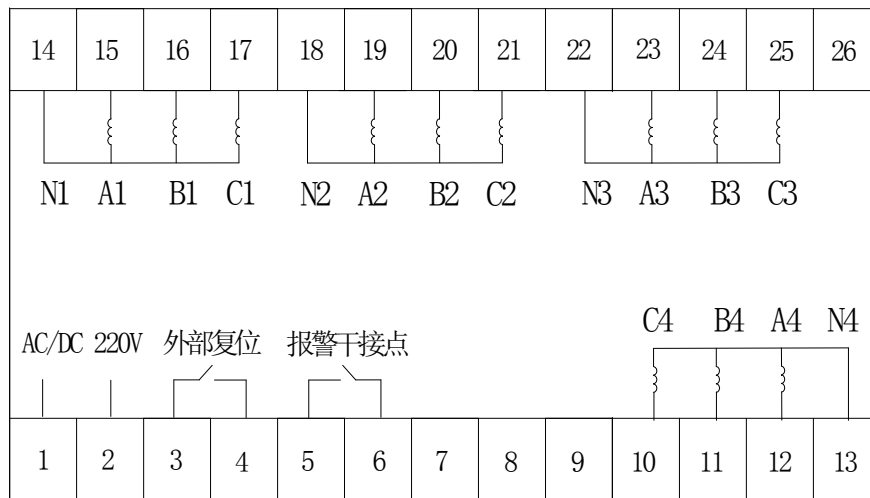 14 15 16 17 18 19 20 21 22 23 24 25 26
N1 A1 B1 C1 N2 A2 B2 C2 N3 A3 B3 C3
C4 B4 A4 N4
AC/DC 220V 外部复位 报警干接点
1 2 3 4 5 6 7 8 9 10 11 12 13